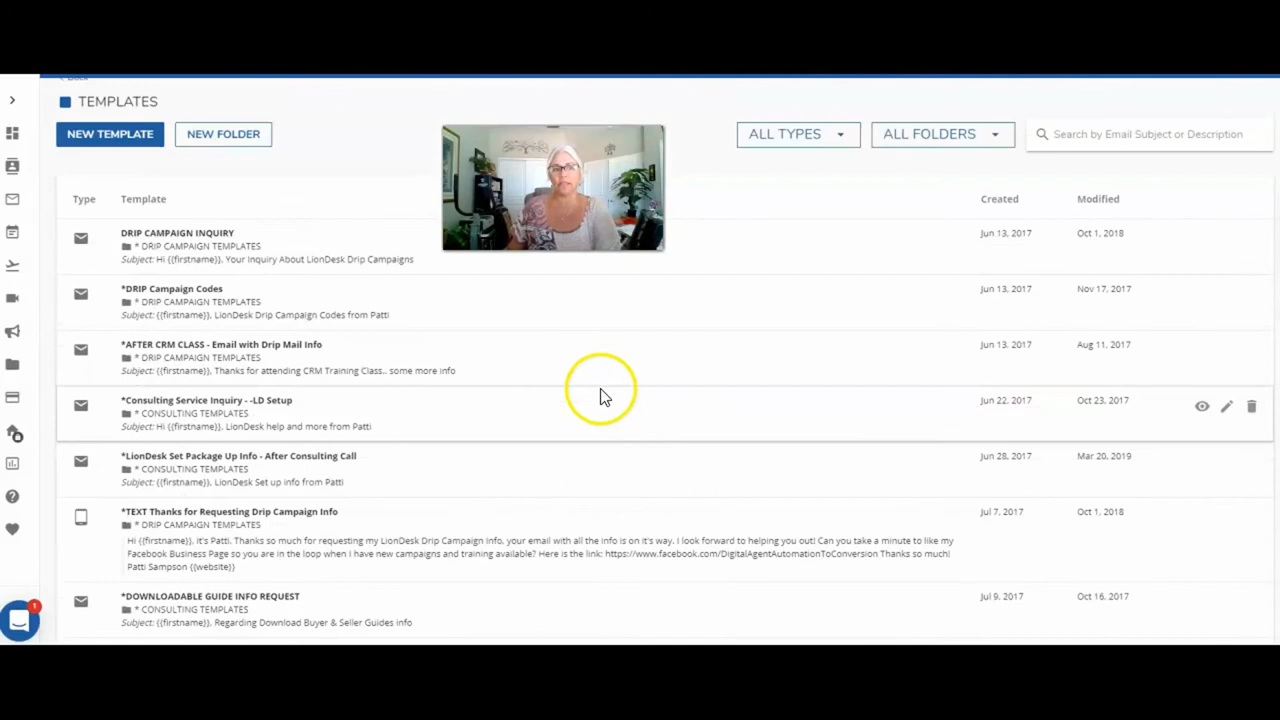 Back
TEMPLATES
NEW TEMPLATE
NEW FOLDER
ALL TYPES
ALL FOLDERS
Search by Email Subject or Description
Type
Template
Created
Modified
DRIP CAMPAIGN INQUIRY
* DRIP CAMPAIGN TEMPLATES
Subject: Hi {{firstname}}, Your Inquiry About LionDesk Drip Campaigns
Jun 13, 2017
Oct 1, 2018
*DRIP Campaign Codes
* DRIP CAMPAIGN TEMPLATES
Subject: {{firstname}}, LionDesk Drip Campaign Codes from Patti
Jun 13, 2017
Nov 17, 2017
*AFTER CRM CLASS - Email with Drip Mail Info
* DRIP CAMPAIGN TEMPLATES
Subject: {{firstname}}, Thanks for attending CRM Training Class.. some more info
Jun 13, 2017
Aug 11, 2017
*Consulting Service Inquiry - -LD Setup
* CONSULTING TEMPLATES
Subject: Hi {{firstname}}, LionDesk help and more from Patti
Jun 22, 2017
Oct 23, 2017
*LionDesk Set Package Up Info - After Consulting Call
* CONSULTING TEMPLATES
Subject: {{firstname}}, LionDesk Set up info from Patti
Jun 28, 2017
Mar 20, 2019
*TEXT Thanks for Requesting Drip Campaign Info
* DRIP CAMPAIGN TEMPLATES
Hi {{firstname}}, it's Patti. Thanks so much for requesting my LionDesk Drip Campaign Info, your email with all the info is on it's way. I look forward to helping you out! Can you take a minute to like my
Facebook Business Page so you are in the loop when I have new campaigns and training available? Here is the link: https://www.facebook.com/DigitalAgentAutomationToConversion Thanks so much!
Patti Sampson {{website}}
Jul 7, 2017
Oct 1, 2018
*DOWNLOADABLE GUIDE INFO REQUEST
* CONSULTING TEMPLATES
Subject: {{firstname}}, Regarding Download Buyer & Seller Guides info
Jul 9, 2017
Oct 16, 2017
1